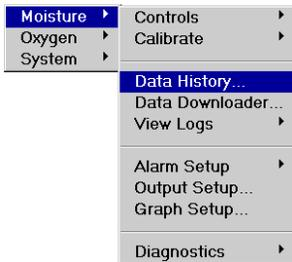 Moisture
Oxygen
System
Controls
Calibrate
Data History...
Data Downloader...
View Logs
Alarm Setup
Output Setup...
Graph Setup...
Diagnostics